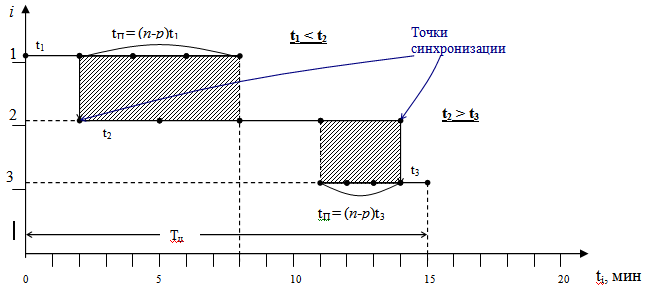 i
Точки
синхронизации
t1
tП = (n-p)t1
t1 < t2
1
2
t2
t2 > t3
3
t3
tП = (n-p)t3
Tц
0
5
10
15
20
ti, мин